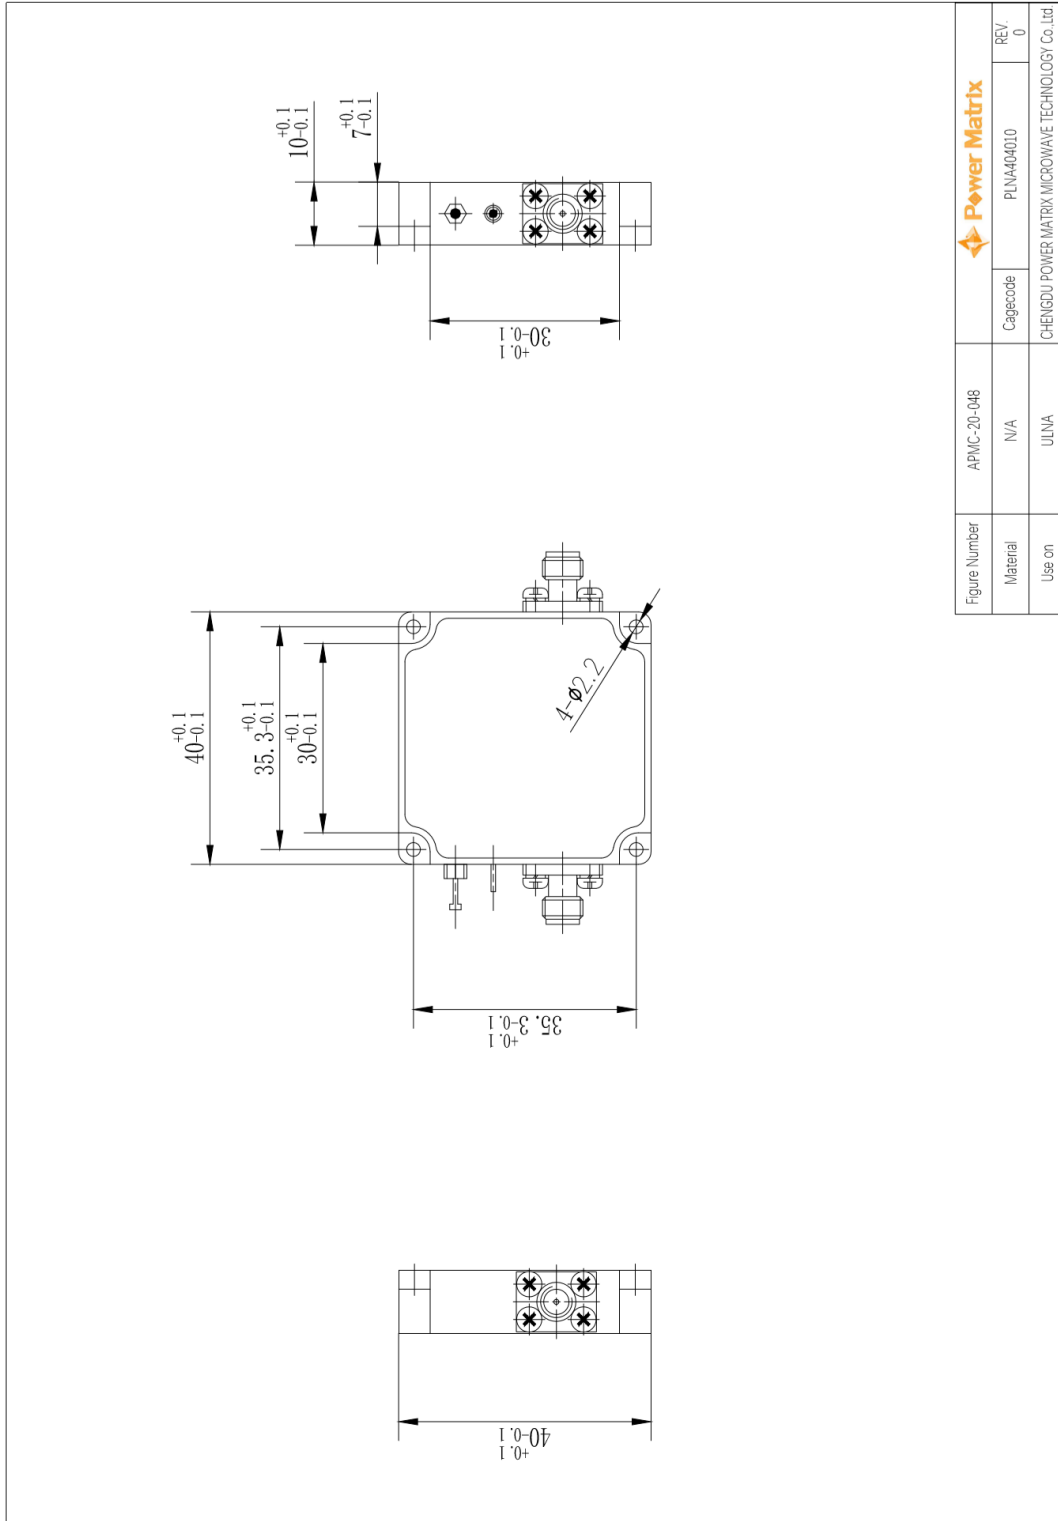 +0.1
10-0.1
+0.1
7-0.1
+0.1
30-0.1
+0.1
40-0.1
+0.1
35.3-0.1
+0.1
30-0.1
4-ø2.2
+0.1
35.3-0.1
+0.1
40-0.1
Figure Number
APMC-20-048
Power Matrix
Material
N/A
Cagecode
PLNA404010
REV.
0
Use on
ULNA
CHENGDU POWER MATRIX MICROWAVE TECHNOLOGY Co.,Ltd.